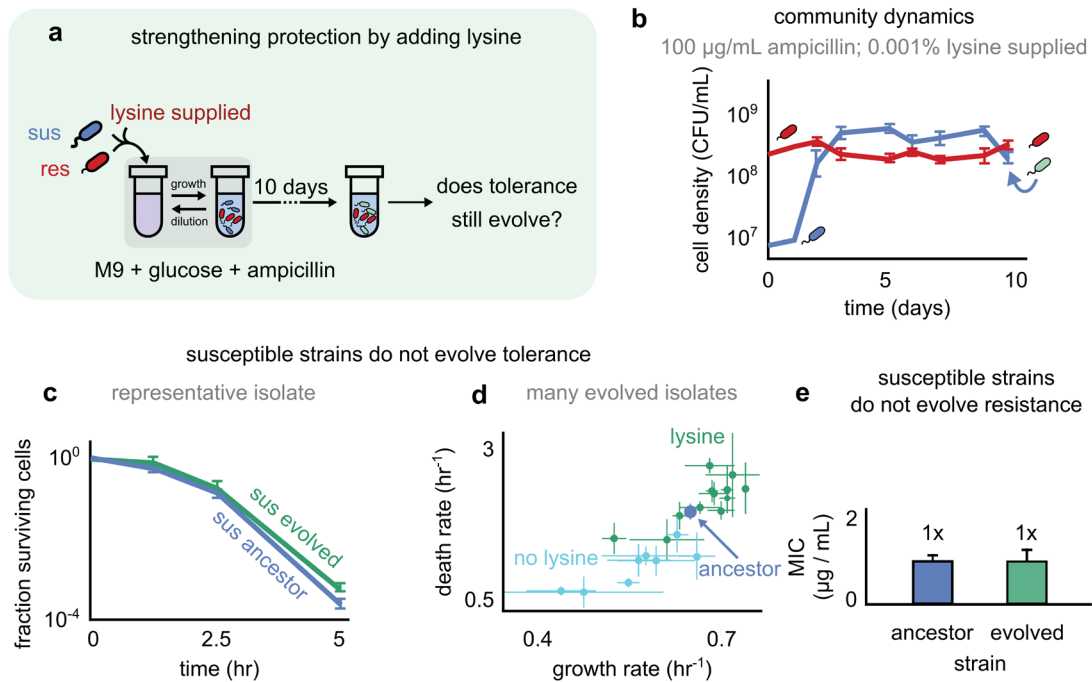 a
strengthening protection by adding lysine
lysine supplied
sus
res
growth
dilution
10 days
does tolerance
still evolve?
M9 + glucose + ampicillin
b
community dynamics
100 µg/mL ampicillin; 0.001% lysine supplied
cell density (CFU/mL)
10⁹
10⁸
10⁷
0
5
10
time (days)
susceptible strains do not evolve tolerance
c
representative isolate
fraction surviving cells
10⁰
10⁻⁴
sus evolved
sus ancestor
0
2.5
5
time (hr)
d
many evolved isolates
death rate (hr⁻¹)
3
0.5
lysine
no lysine
ancestor
0.4
0.7
growth rate (hr⁻¹)
e
susceptible strains
do not evolve resistance
MIC
(µg / mL)
2
0
1x
1x
ancestor evolved
strain